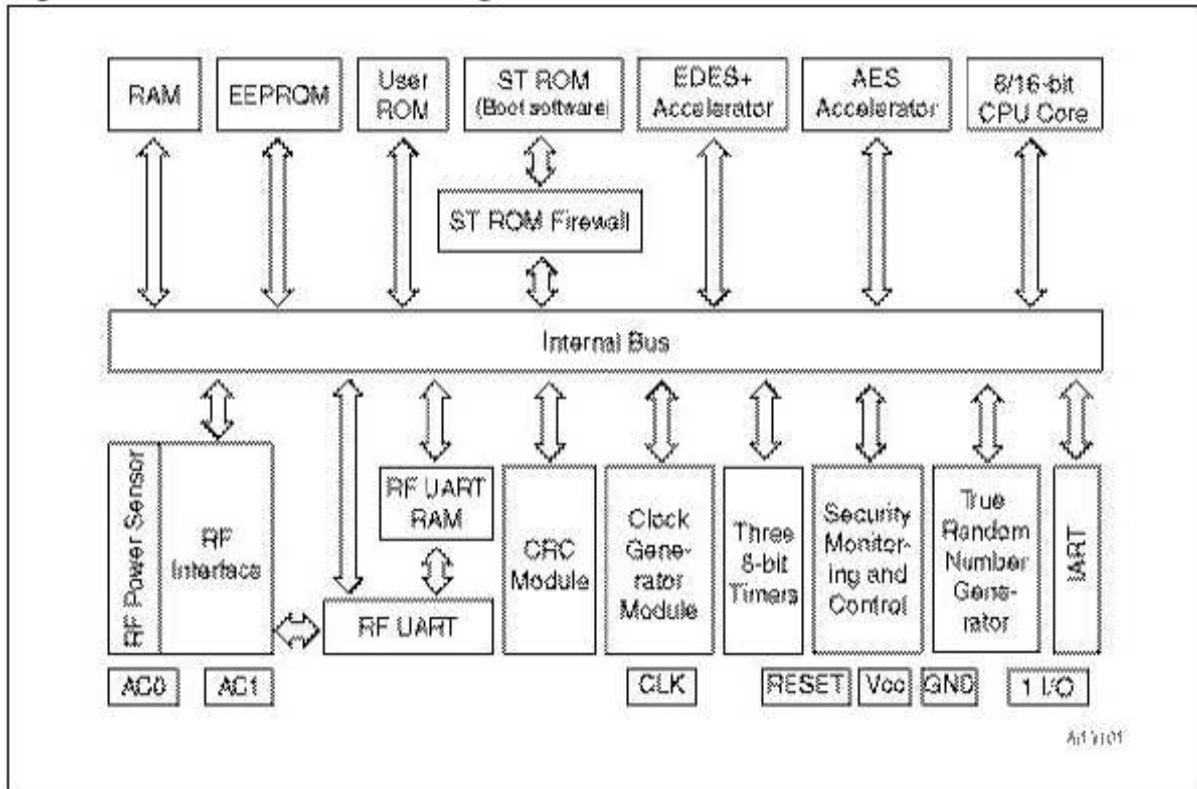 RAM
EEPROM
User
ROM
ST ROM
(Boot software)
EDES+
Accelerator
AES
Accelerator
8/16-bit
CPU Core
ST ROM Firewall
Internal Bus
RF Power Sensor
RF
Interface
RF UART
RAM
RF UART
CRC
Module
Clock
Gene-
rator
Module
Three
8-bit
Timers
Security
Monitor-
ing and
Control
True
Random
Number
Gene-
rator
IART
AC0
AC1
CLK
RESET
Vcc
GND
1 I/O